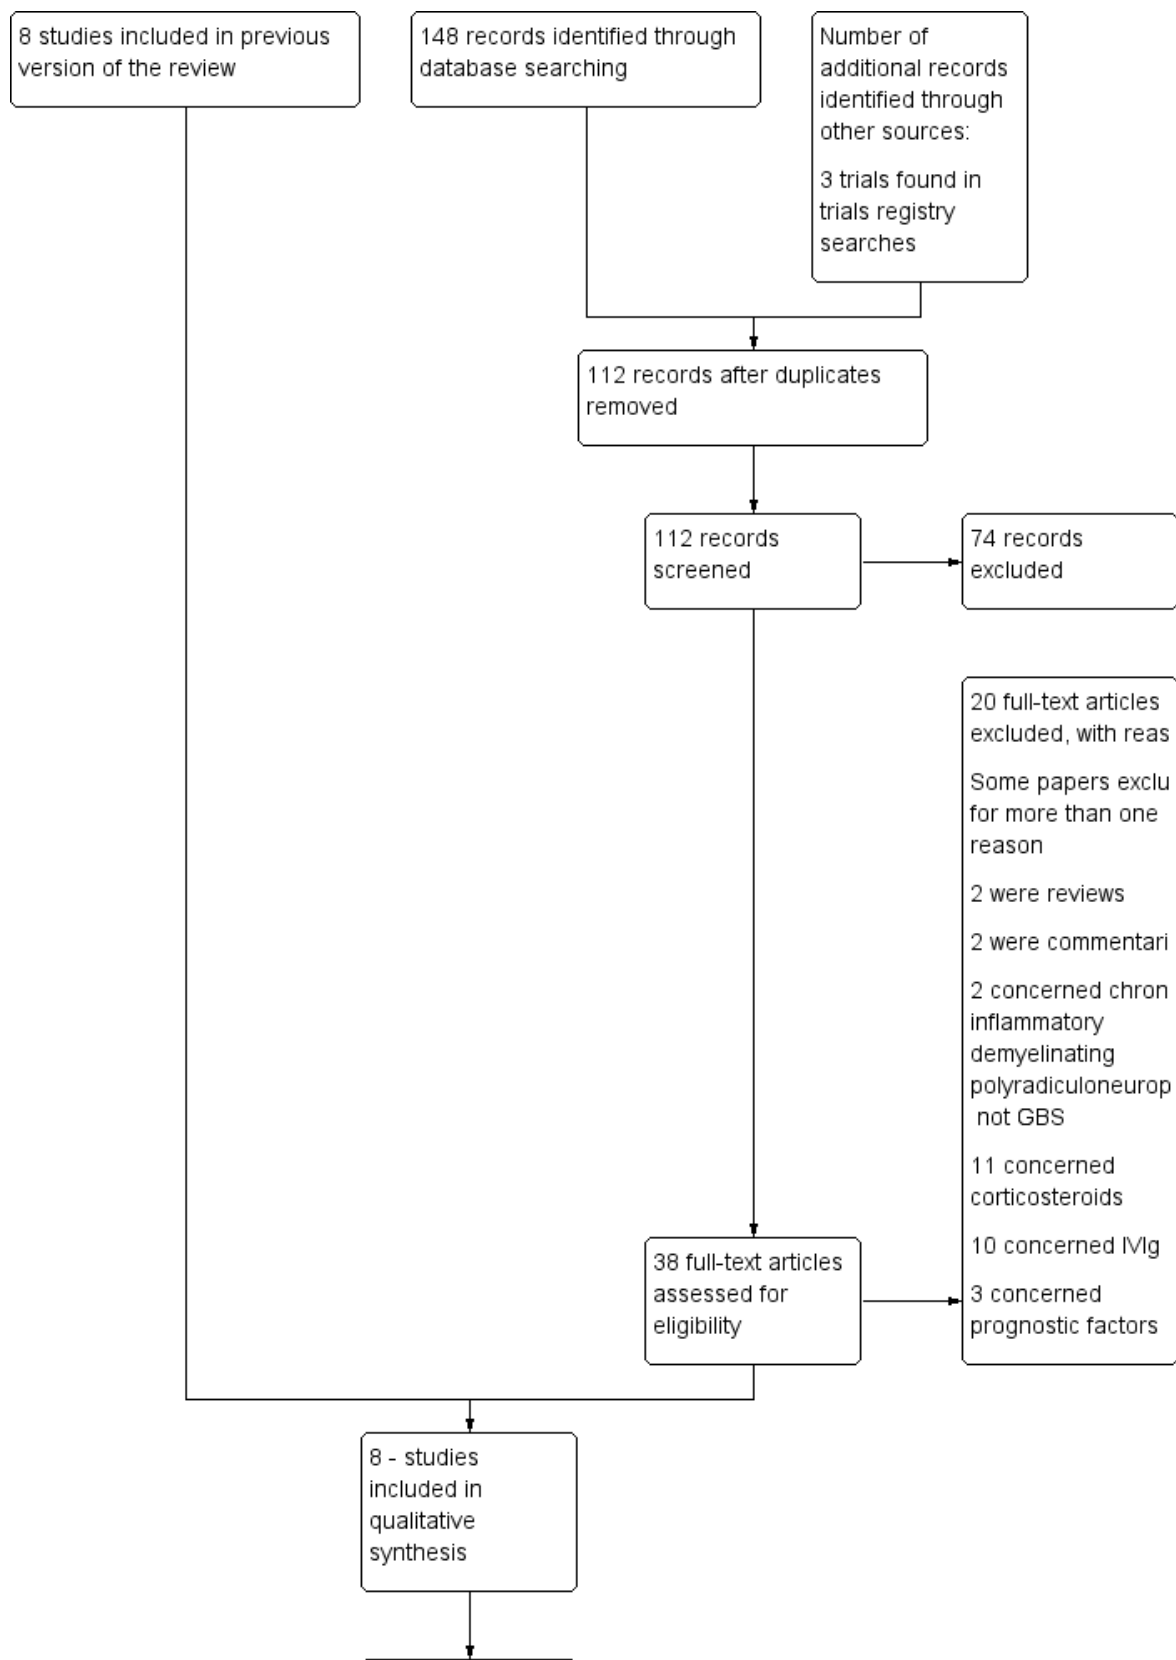 8 studies included in previous
version of the review
148 records identified through
database searching
Number of
additional records
identified through
other sources:
3 trials found in
trials registry
searches
112 records after duplicates
removed
112 records
screened
74 records
excluded
20 full-text articles
excluded, with reas
Some papers exclu
for more than one
reason
2 were reviews
2 were commentari
2 concerned chron
inflammatory
demyelinating
polyradiculoneurop
not GBS
11 concerned
corticosteroids
10 concerned IVIg
3 concerned
prognostic factors
38 full-text articles
assessed for
eligibility
8 - studies
included in
qualitative
synthesis